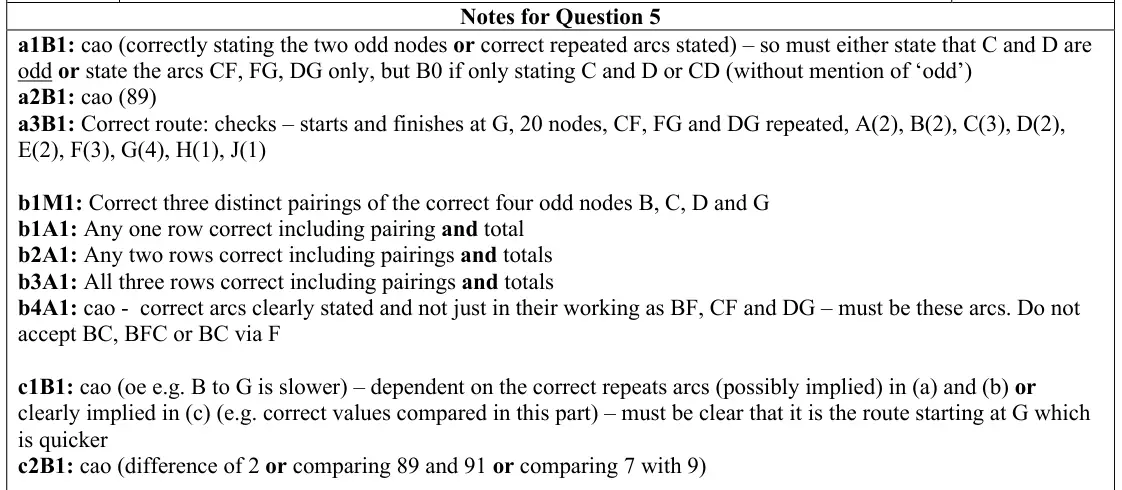 Notes for Question 5
a1B1: cao (correctly stating the two odd nodes or correct repeated arcs stated) – so must either state that C and D are
odd or state the arcs CF, FG, DG only, but B0 if only stating C and D or CD (without mention of ‘odd’)
a2B1: cao (89)
a3B1: Correct route: checks – starts and finishes at G, 20 nodes, CF, FG and DG repeated, A(2), B(2), C(3), D(2),
E(2), F(3), G(4), H(1), J(1)
b1M1: Correct three distinct pairings of the correct four odd nodes B, C, D and G
b1A1: Any one row correct including pairing and total
b2A1: Any two rows correct including pairings and totals
b3A1: All three rows correct including pairings and totals
b4A1: cao - correct arcs clearly stated and not just in their working as BF, CF and DG – must be these arcs. Do not
accept BC, BFC or BC via F
c1B1: cao (oe e.g. B to G is slower) – dependent on the correct repeats arcs (possibly implied) in (a) and (b) or
clearly implied in (c) (e.g. correct values compared in this part) – must be clear that it is the route starting at G which
is quicker
c2B1: cao (difference of 2 or comparing 89 and 91 or comparing 7 with 9)